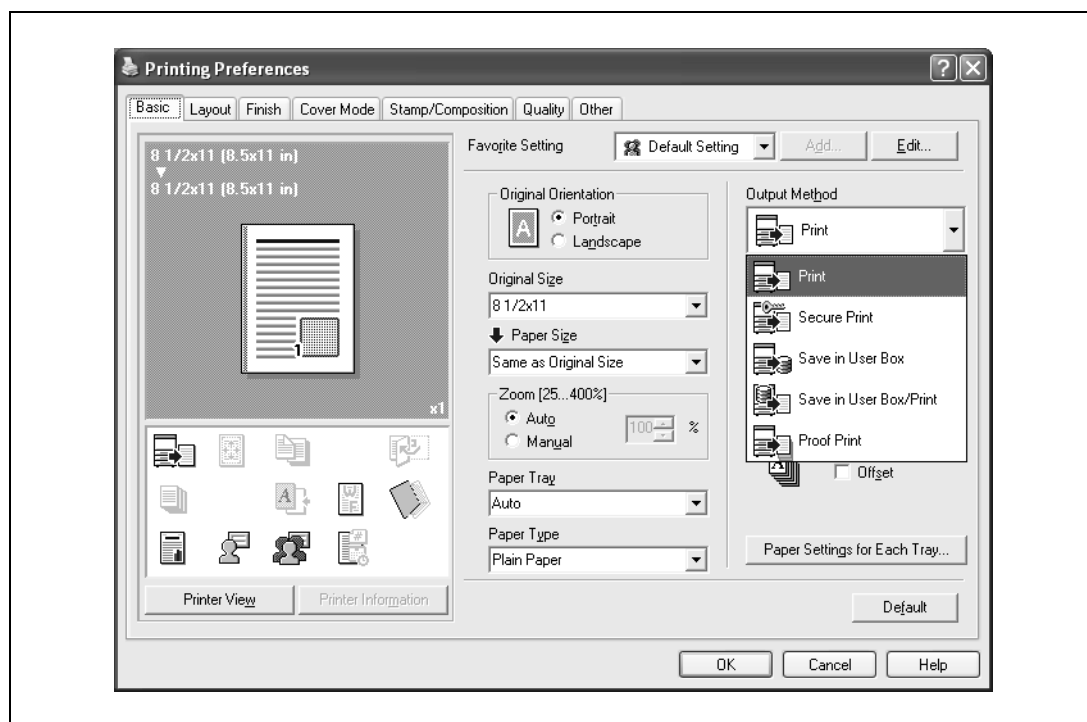 Printing Preferences
Basic Layout Finish Cover Mode Stamp/Composition Quality Other
8 1/2x11 (8.5x11 in)
8 1/2x11 (8.5x11 in)
1
x1
Favorite Setting Default Setting Add... Edit...
Original Orientation
A
Portrait
Landscape
Original Size
8 1/2x11
Paper Size
Same as Original Size
Zoom [25...400%]
Auto
Manual
100 %
Paper Tray
Auto
Paper Type
Plain Paper
Output Method
Print
Print
Secure Print
Save in User Box
Save in User Box/Print
Proof Print
Offset
Paper Settings for Each Tray...
Printer View Printer Information
Default
OK Cancel Help